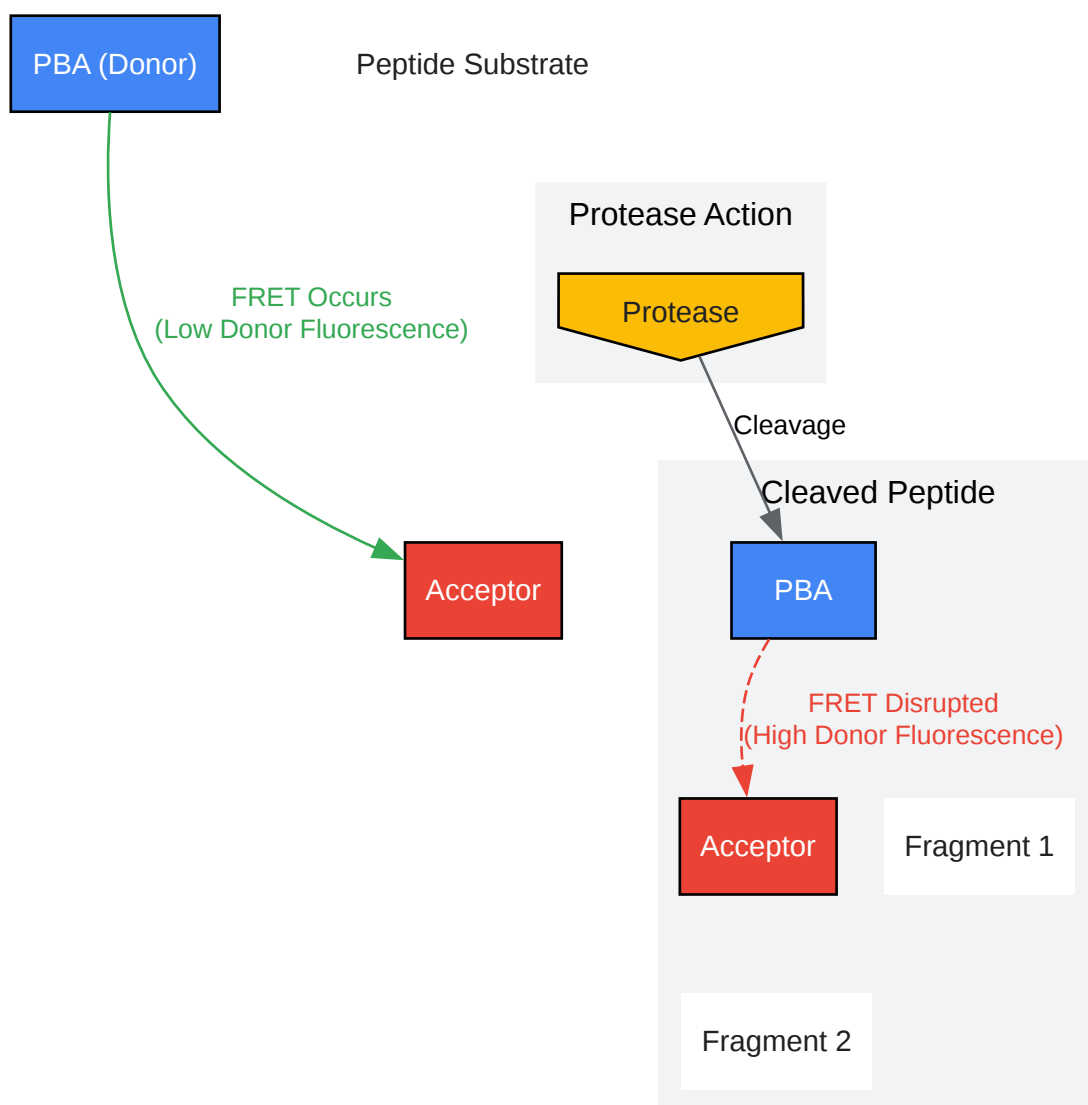 PBA (Donor)
Peptide Substrate
Protease Action
FRET Occurs
(Low Donor Fluorescence)
Protease
Cleavage
Cleaved Peptide
Acceptor
PBA
FRET Disrupted
(High Donor Fluorescence)
Acceptor
Fragment 1
Fragment 2